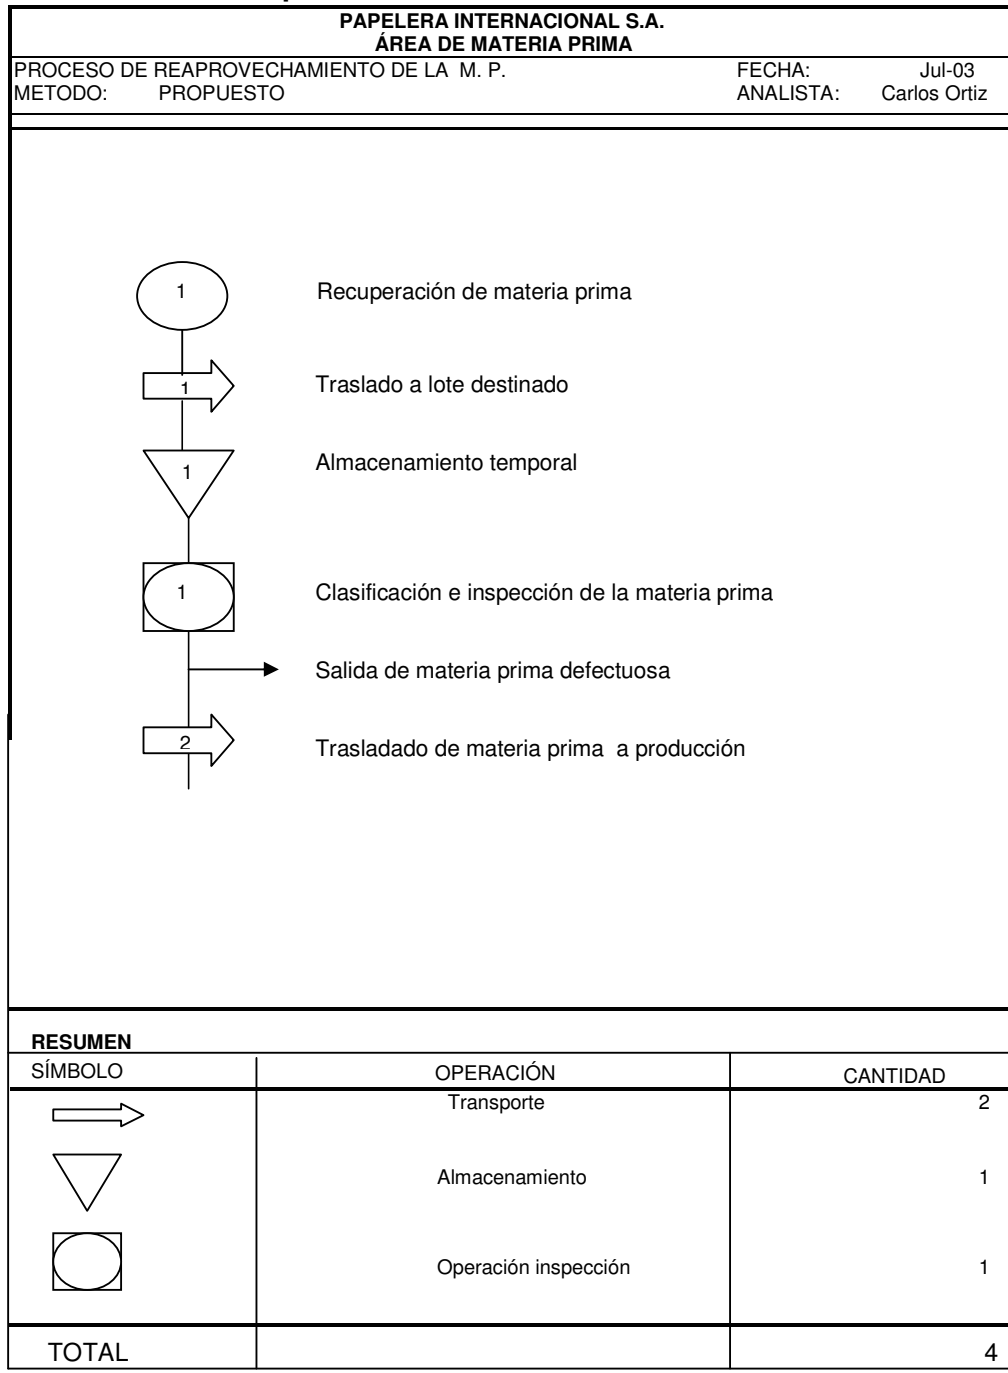 PAPELERA INTERNACIONAL S.A.
ÁREA DE MATERIA PRIMA
PROCESO DE REAPROVECHAMIENTO DE LA M. P. FECHA: Jul-03
METODO: PROPUESTO ANALISTA: Carlos Ortiz
1 Recuperación de materia prima
1 Traslado a lote destinado
1 Almacenamiento temporal
1 Clasificación e inspección de la materia prima
Salida de materia prima defectuosa
2 Trasladado de materia prima a producción
RESUMEN
SÍMBOLO OPERACIÓN CANTIDAD
Transporte 2
Almacenamiento 1
Operación inspección 1
TOTAL 4